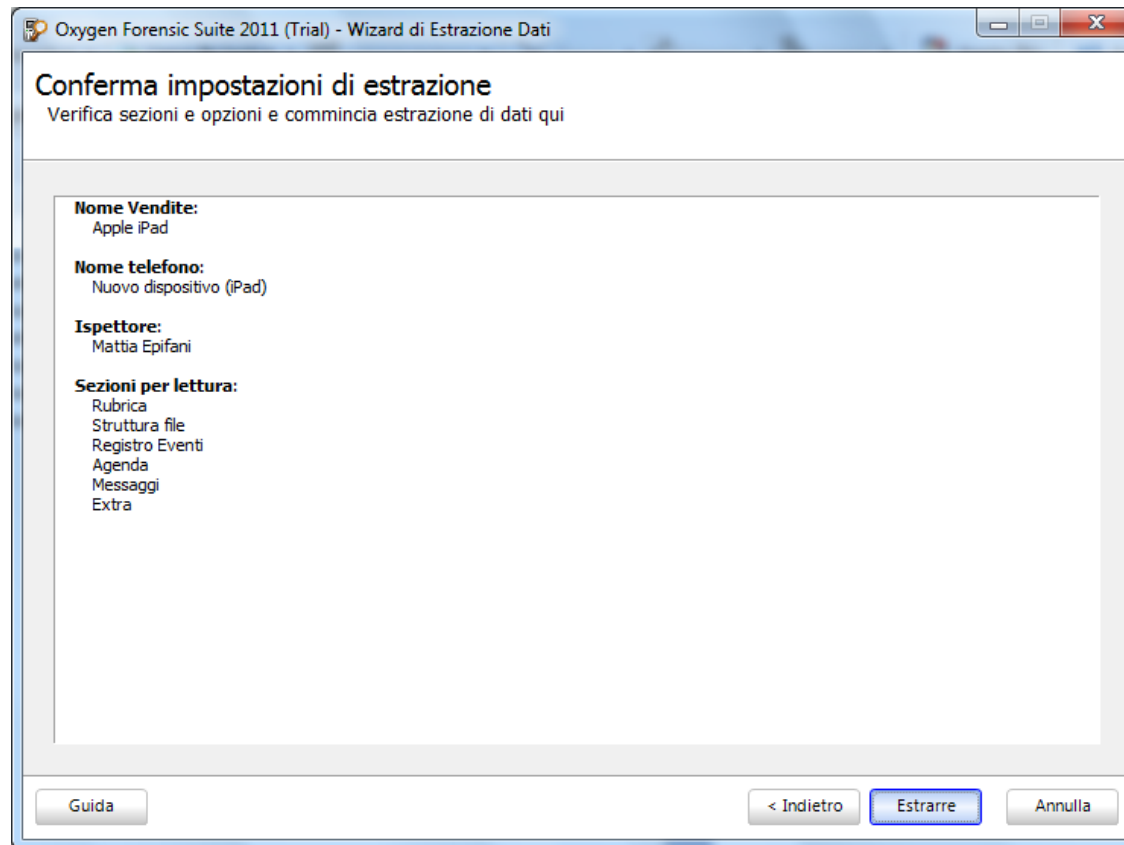 Oxygen Forensic Suite 2011 (Trial) - Wizard di Estrazione Dati
Conferma impostazioni di estrazione
Verifica sezioni e opzioni e commincia estrazione di dati qui
Nome Vendite:
Apple iPad
Nome telefono:
Nuovo dispositivo (iPad)
Ispettore:
Mattia Epifani
Sezioni per lettura:
Rubrica
Struttura file
Registro Eventi
Agenda
Messaggi
Extra
Guida
< Indietro
Estrarre
Annulla